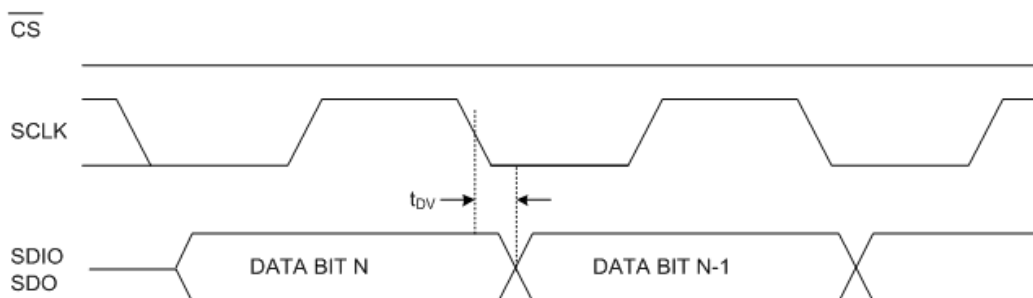 CS
SCLK
tDV
SDIO
SDO
DATA BIT N
DATA BIT N-1